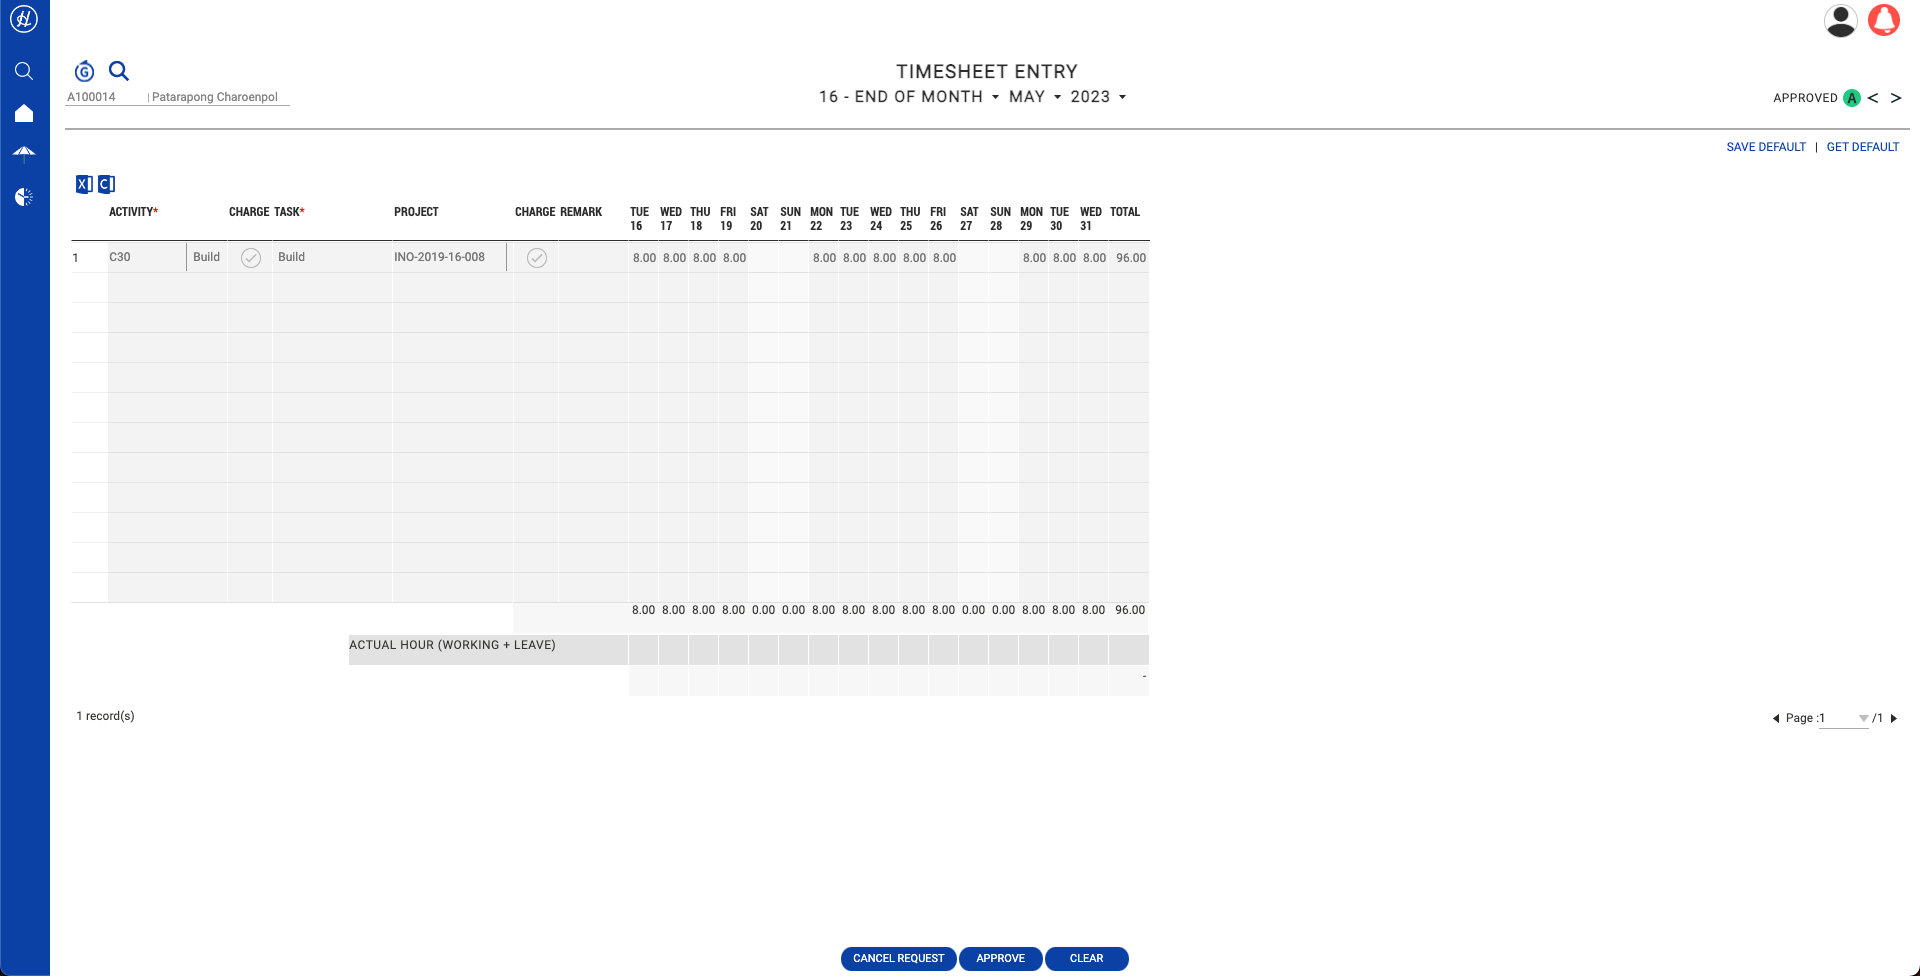 TIMESHEET ENTRY
A100014 | Patarapong Charoenpol
16 - END OF MONTH MAY 2023
APPROVED A < >
SAVE DEFAULT | GET DEFAULT
X C
ACTIVITY* CHARGE TASK* PROJECT CHARGE REMARK TUE WED THU FRI SAT SUN MON TUE WED THU FRI SAT SUN MON TUE WED TOTAL
16 17 18 19 20 21 22 23 24 25 26 27 28 29 30 31
1 C30 Build Build INO-2019-16-008 8.00 8.00 8.00 8.00 8.00 8.00 8.00 8.00 8.00 8.00 8.00 8.00 96.00
8.00 8.00 8.00 8.00 0.00 0.00 8.00 8.00 8.00 8.00 8.00 0.00 0.00 8.00 8.00 8.00 96.00
ACTUAL HOUR (WORKING + LEAVE)
-
1 record(s) Page :1 /1
CANCEL REQUEST APPROVE CLEAR